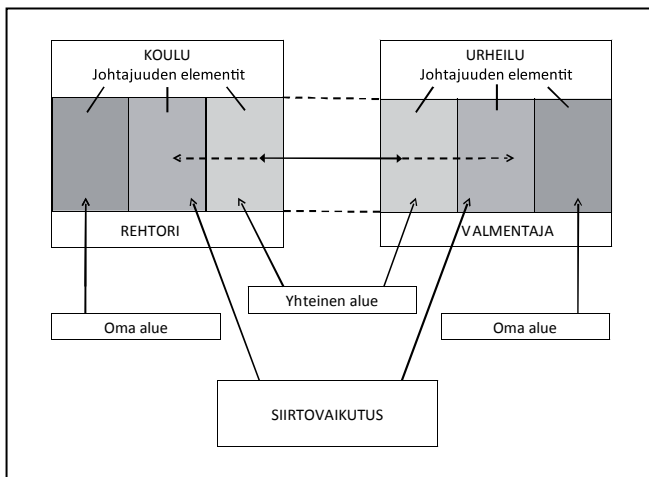 KOULU
Johtajuuden elementit
URHEILU
Johtajuuden elementit
REHTORI
VALMENTAJA
Yhteinen alue
Oma alue
Oma alue
SIIRTOVAIKUTUS